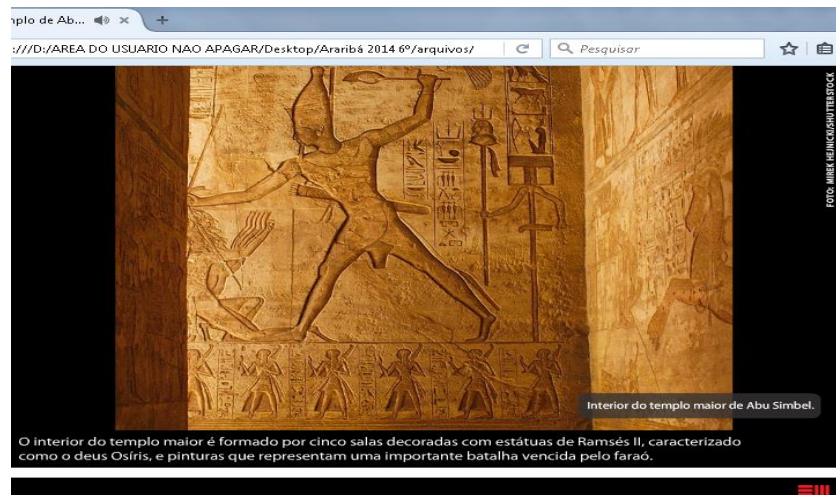 nplo de Ab...
:///D:/AREA DO USUARIO NAO APAGAR/Desktop/Araribá 2014 6º/arquivos/
Pesquisar
FOTO: MIREK HEJNICKI/SHUTTERSTOCK
Interior do templo maior de Abu Simbel.
O interior do templo maior é formado por cinco salas decoradas com estátuas de Ramsés II, caracterizado
como o deus Osíris, e pinturas que representam uma importante batalha vencida pelo faraó.